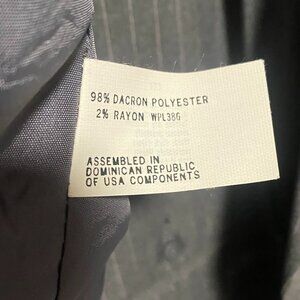 98% DACRON POLYESTER
2% RAYON WPL386
ASSEMBLED IN
DOMINICAN REPUBLIC
OF USA COMPONENTS